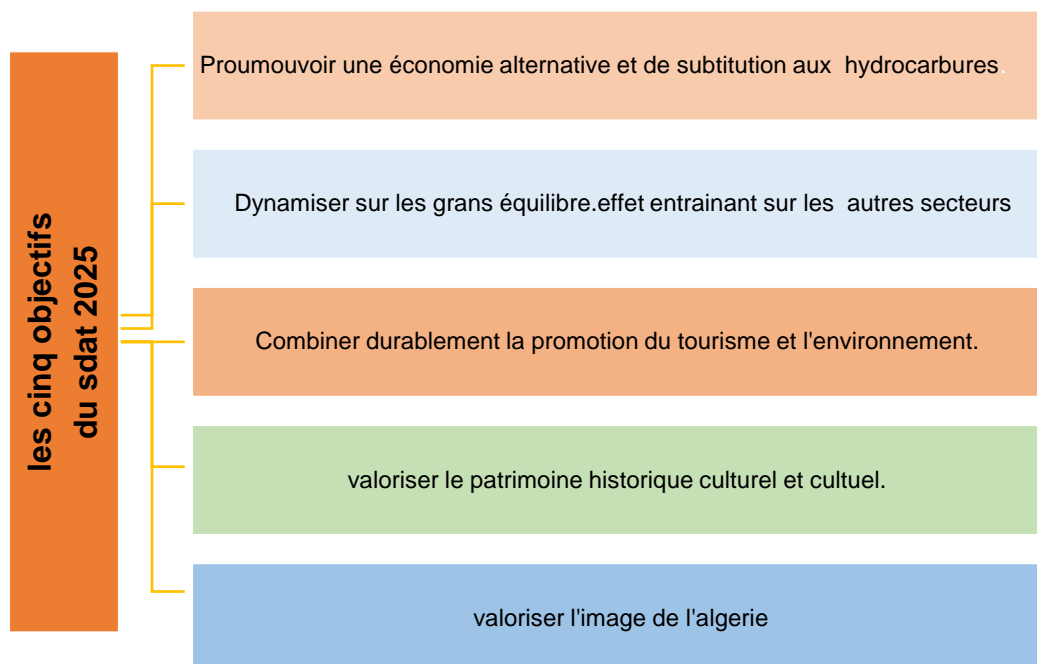 les cinq objectifs
du sdat 2025
Proumouvoir une économie alternative et de subtitution aux hydrocarbures.
Dynamiser sur les grans équilibre.effet entrainant sur les autres secteurs
Combiner durablement la promotion du tourisme et l'environnement.
valoriser le patrimoine historique culturel et cultuel.
valoriser l'image de l'algerie